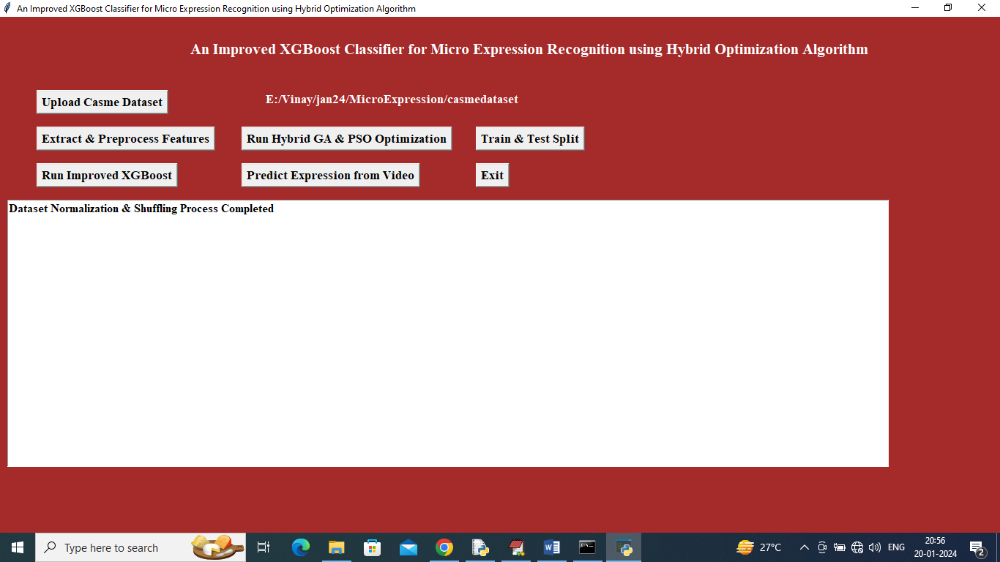 An Improved XGBoost Classifier for Micro Expression Recognition using Hybrid Optimization Algorithm
An Improved XGBoost Classifier for Micro Expression Recognition using Hybrid Optimization Algorithm
Upload Casme Dataset
E:/Vinay/jan24/MicroExpression/casmedataset
Extract & Preprocess Features
Run Hybrid GA & PSO Optimization
Train & Test Split
Run Improved XGBoost
Predict Expression from Video
Exit
Dataset Normalization & Shuffling Process Completed
Type here to search
27°C
ENG
20:56
20-01-2024
2